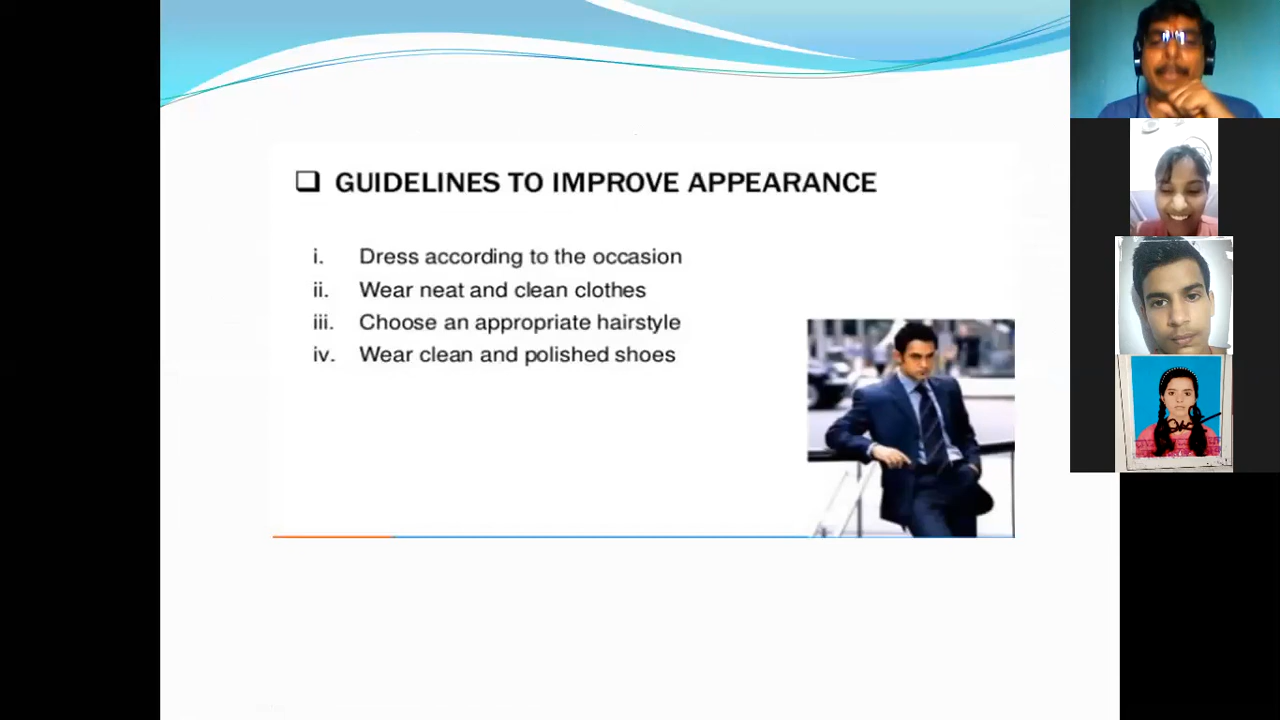 ❑ GUIDELINES TO IMPROVE APPEARANCE
i. Dress according to the occasion
ii. Wear neat and clean clothes
iii. Choose an appropriate hairstyle
iv. Wear clean and polished shoes